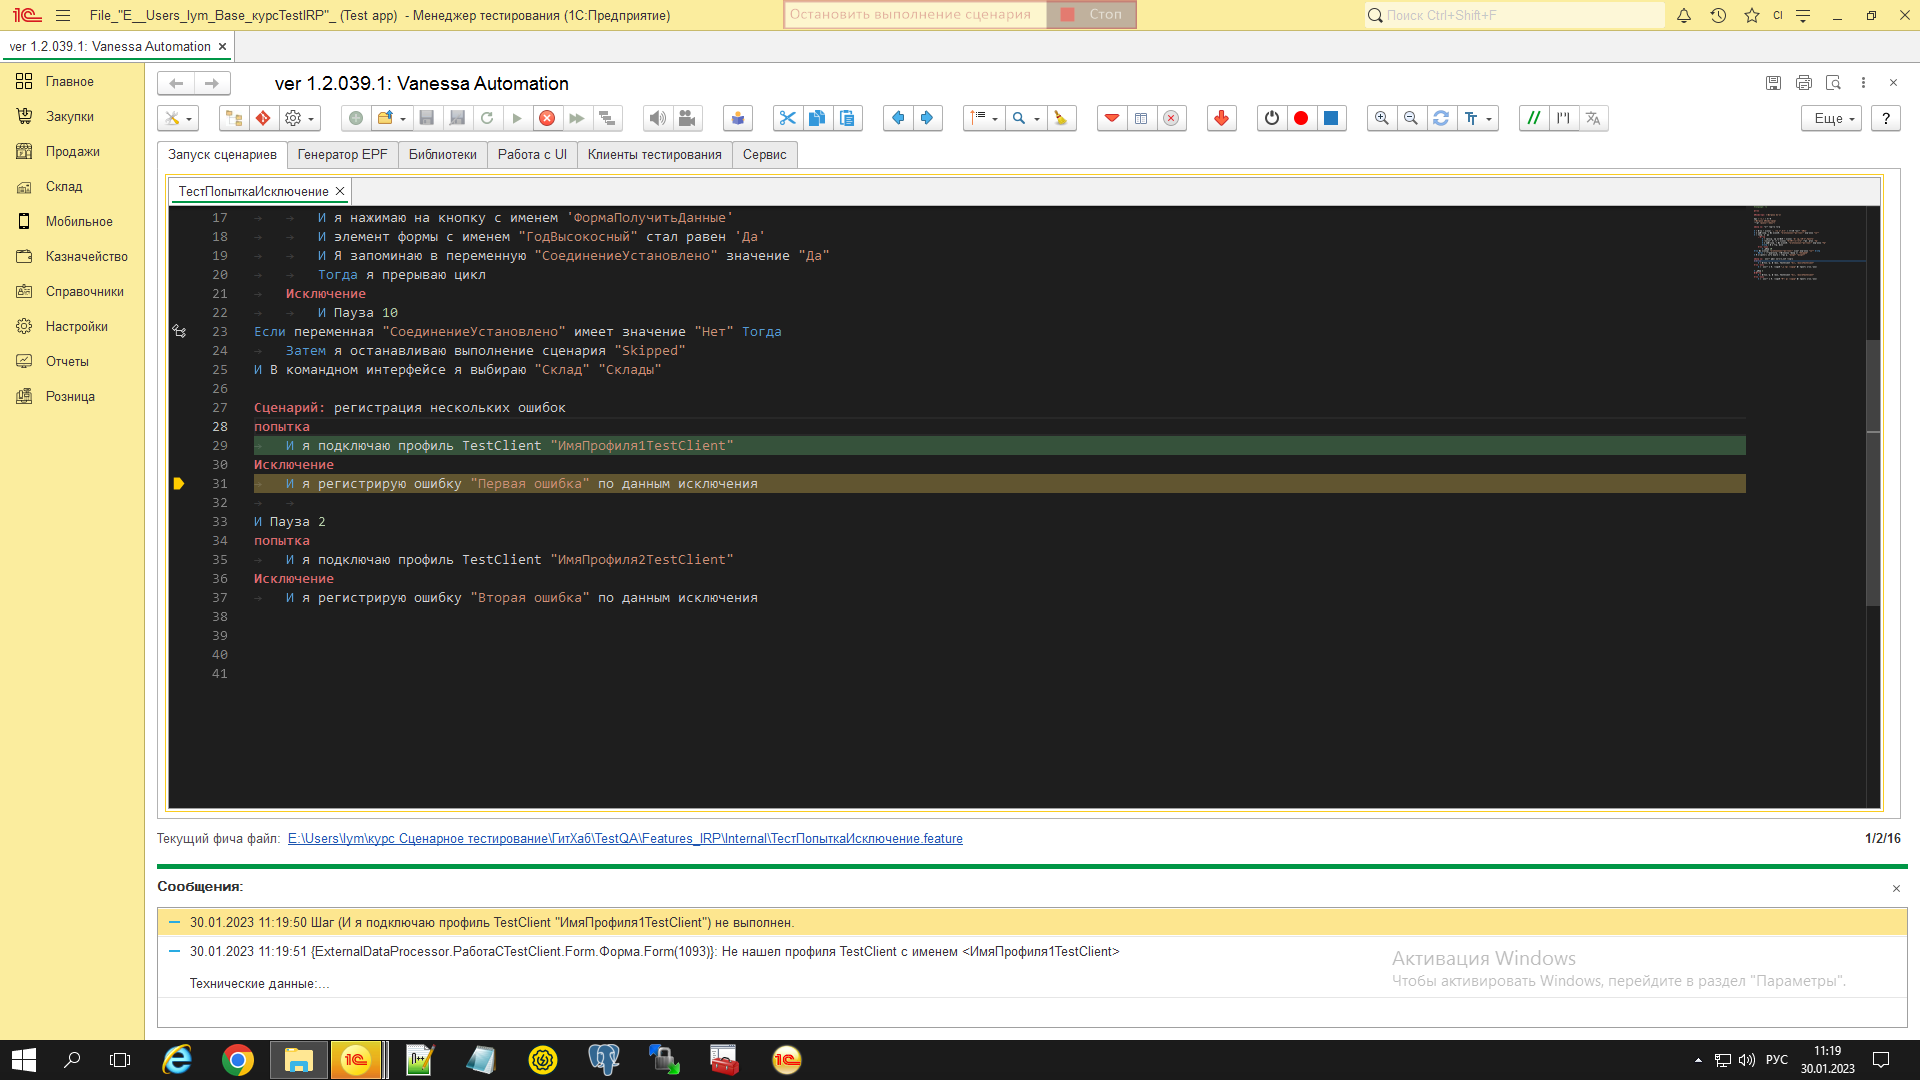 File_"E__Users_lym_Base_курсTestIRP"_ (Test app) - Менеджер тестирования (1С:Предприятие)
Остановить выполнение сценария
Стоп
Поиск Ctrl+Shift+F
CI
ver 1.2.039.1: Vanessa Automation
ver 1.2.039.1: Vanessa Automation
Главное
Закупки
Продажи
Склад
Мобильное
Казначейство
Справочники
Настройки
Отчеты
Розница
Еще
?
Запуск сценариев
Генератор EPF
Библиотеки
Работа с UI
Клиенты тестирования
Сервис
ТестПопыткаИсключение
17 И я нажимаю на кнопку с именем 'ФормаПолучитьДанные'
18 И элемент формы с именем "ГодВысокосный" стал равен 'Да'
19 И Я запоминаю в переменную "СоединениеУстановлено" значение "Да"
20 Тогда я прерываю цикл
21 Исключение
22 И Пауза 10
23 Если переменная "СоединениеУстановлено" имеет значение "Нет" Тогда
24 Затем я останавливаю выполнение сценария "Skipped"
25 И В командном интерфейсе я выбираю "Склад" "Склады"
26
27 Сценарий: регистрация нескольких ошибок
28 попытка
29 И я подключаю профиль TestClient "ИмяПрофиля1TestClient"
30 Исключение
31 И я регистрирую ошибку "Первая ошибка" по данным исключения
32
33 И Пауза 2
34 попытка
35 И я подключаю профиль TestClient "ИмяПрофиля2TestClient"
36 Исключение
37 И я регистрирую ошибку "Вторая ошибка" по данным исключения
38
39
40
41
Текущий фича файл: E:\Users\lym\курс Сценарное тестирование\ГитХаб\TestQA\Features_IRP\Internal\ТестПопыткаИсключение.feature
1/2/16
Сообщения:
30.01.2023 11:19:50 Шаг (И я подключаю профиль TestClient "ИмяПрофиля1TestClient") не выполнен.
30.01.2023 11:19:51 {ExternalDataProcessor.РаботаСTestClient.Form.Форма.Form(1093)}: Не нашел профиля TestClient с именем <ИмяПрофиля1TestClient>
Технические данные:...
Активация Windows
Чтобы активировать Windows, перейдите в раздел "Параметры".
РУС
11:19
30.01.2023